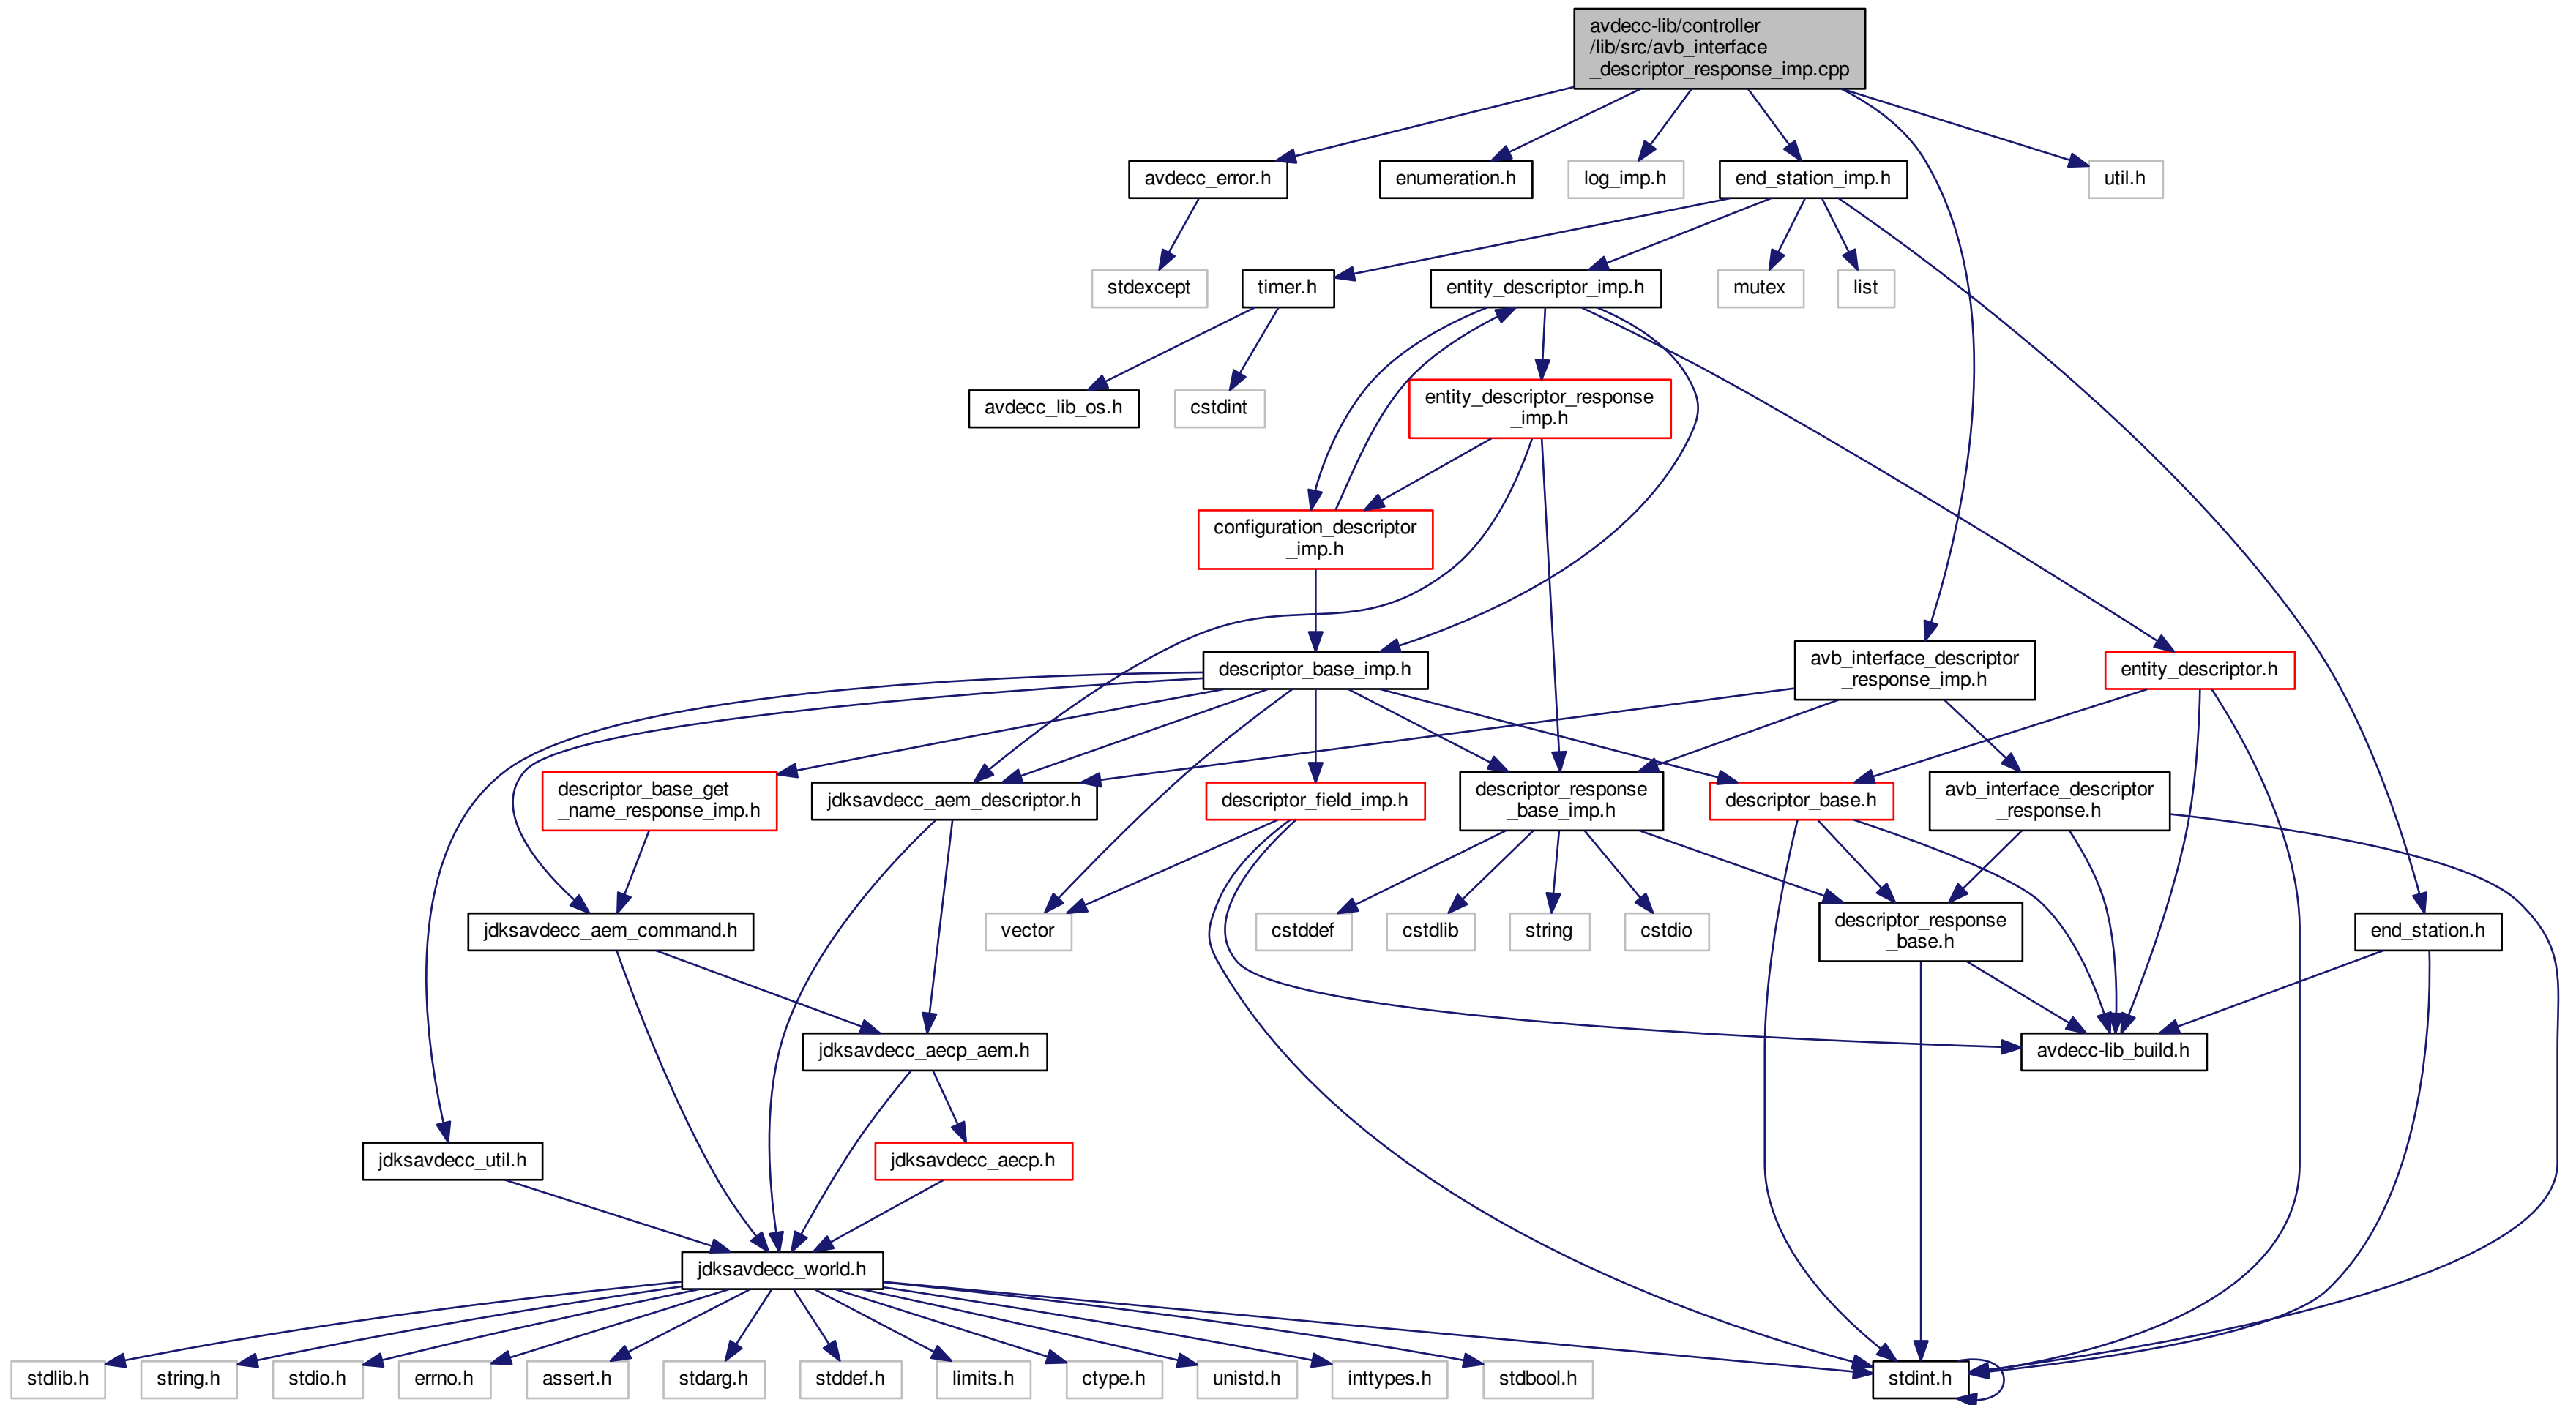 avdecc-lib/controller
/lib/src/avb_interface
_descriptor_response_imp.cpp
avdecc_error.h
enumeration.h
log_imp.h
end_station_imp.h
util.h
stdexcept
timer.h
entity_descriptor_imp.h
mutex
list
avdecc_lib_os.h
cstdint
entity_descriptor_response
_imp.h
configuration_descriptor
_imp.h
descriptor_base_imp.h
avb_interface_descriptor
_response_imp.h
entity_descriptor.h
descriptor_base_get
_name_response_imp.h
jdksavdecc_aem_descriptor.h
descriptor_field_imp.h
descriptor_response
_base_imp.h
descriptor_base.h
avb_interface_descriptor
_response.h
jdksavdecc_aem_command.h
vector
cstddef
cstdlib
string
cstdio
descriptor_response
_base.h
end_station.h
jdksavdecc_aecp_aem.h
avdecc-lib_build.h
jdksavdecc_util.h
jdksavdecc_aecp.h
jdksavdecc_world.h
stdlib.h
string.h
stdio.h
errno.h
assert.h
stdarg.h
stddef.h
limits.h
ctype.h
unistd.h
inttypes.h
stdbool.h
stdint.h